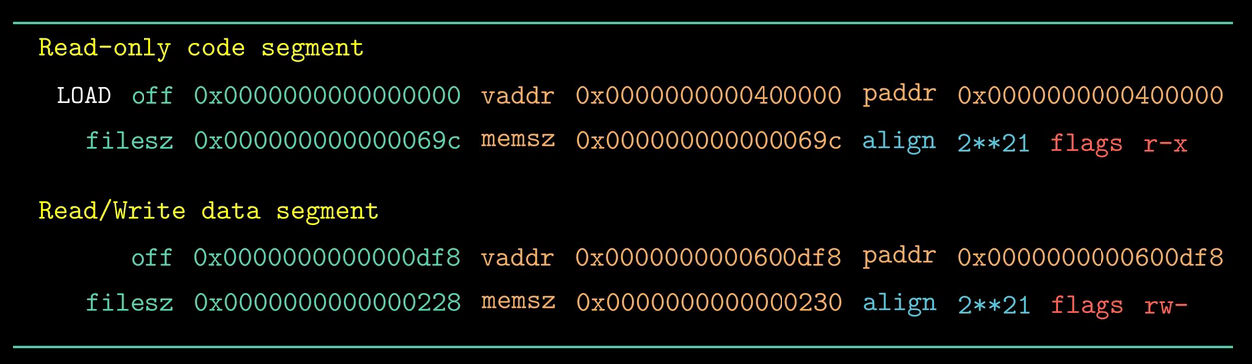 Read-only code segment
LOAD off 0x0000000000000000 vaddr 0x0000000000400000 paddr 0x0000000000400000
filesz 0x000000000000069c memsz 0x000000000000069c align 2**21 flags r-x
Read/Write data segment
off 0x0000000000000df8 vaddr 0x0000000000600df8 paddr 0x0000000000600df8
filesz 0x0000000000000228 memsz 0x0000000000000230 align 2**21 flags rw-